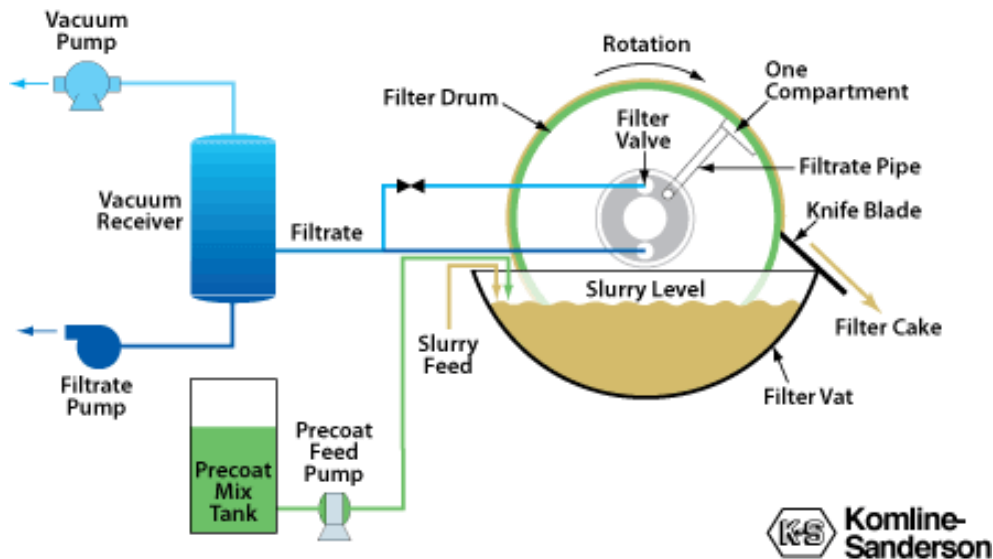 Vacuum
Pump
Rotation
One
Compartment
Filter Drum
Filter
Valve
Filtrate Pipe
Vacuum
Receiver
Filtrate
Knife Blade
Slurry Level
Filter Cake
Slurry
Feed
Filtrate
Pump
Filter Vat
Precoat
Feed
Pump
Precoat
Mix
Tank
K-S
Komline-
Sanderson